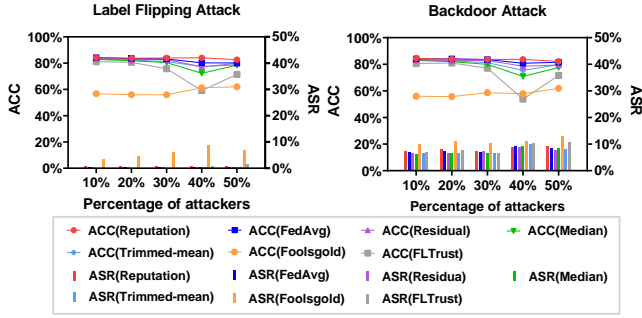 Label Flipping Attack
100%
80%
60%
40%
20%
0%
ACC
50%
40%
30%
20%
10%
0%
ASR
10% 20% 30% 40% 50%
Percentage of attackers
Backdoor Attack
100%
80%
60%
40%
20%
0%
ACC
50%
40%
30%
20%
10%
0%
ASR
10% 20% 30% 40% 50%
Percentage of attackers
ACC(Reputation) ACC(FedAvg) ACC(Residual) ACC(Median)
ACC(Trimmed-mean) ACC(Foolsgold) ACC(FLTrust)
ASR(Reputation) ASR(FedAvg) ASR(Residua) ASR(Median)
ASR(Trimmed-mean) ASR(Foolsgold) ASR(FLTrust)